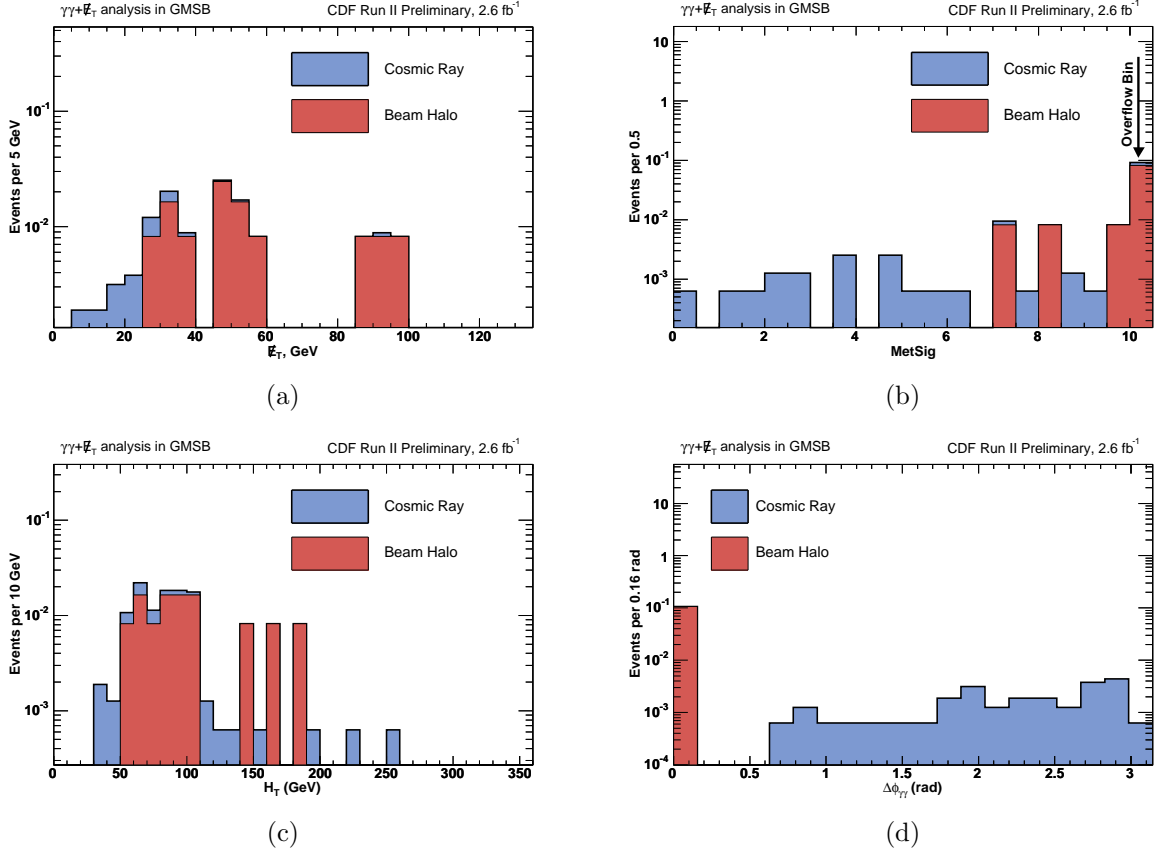 γγ+E̸_T analysis in GMSB
CDF Run II Preliminary, 2.6 fb⁻¹
Cosmic Ray
Beam Halo
Events per 5 GeV
10⁻¹
10⁻²
0 20 40 60 80 100 120
E̸_T, GeV
(a)
γγ+E̸_T analysis in GMSB
CDF Run II Preliminary, 2.6 fb⁻¹
Cosmic Ray
Beam Halo
Overflow Bin
Events per 0.5
10
1
10⁻¹
10⁻²
10⁻³
0 2 4 6 8 10
MetSig
(b)
γγ+E̸_T analysis in GMSB
CDF Run II Preliminary, 2.6 fb⁻¹
Cosmic Ray
Beam Halo
Events per 10 GeV
10⁻¹
10⁻²
10⁻³
0 50 100 150 200 250 300 350
H_T (GeV)
(c)
γγ+E̸_T analysis in GMSB
CDF Run II Preliminary, 2.6 fb⁻¹
Cosmic Ray
Beam Halo
Events per 0.16 rad
10
1
10⁻¹
10⁻²
10⁻³
10⁻⁴
0 0.5 1 1.5 2 2.5 3
Δϕ_γγ (rad)
(d)